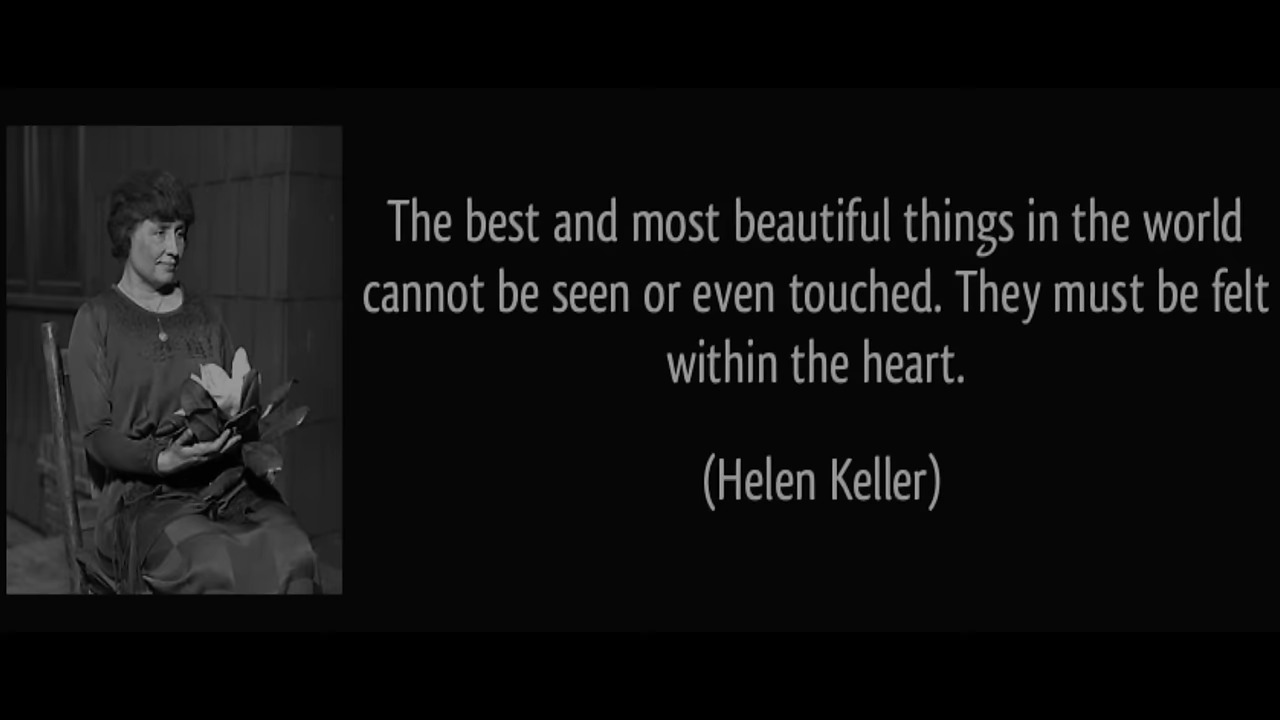 The best and most beautiful things in the world
cannot be seen or even touched. They must be felt
within the heart.
(Helen Keller)